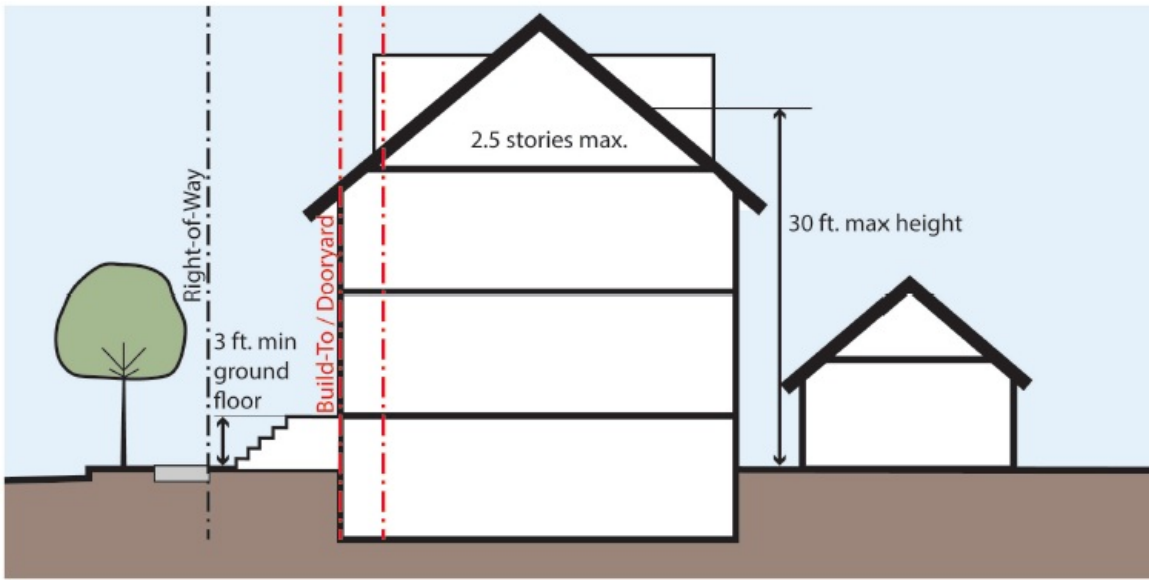 2.5 stories max.
Right-of-Way
Build-To / Dooryard
30 ft. max height
3 ft. min
ground
floor